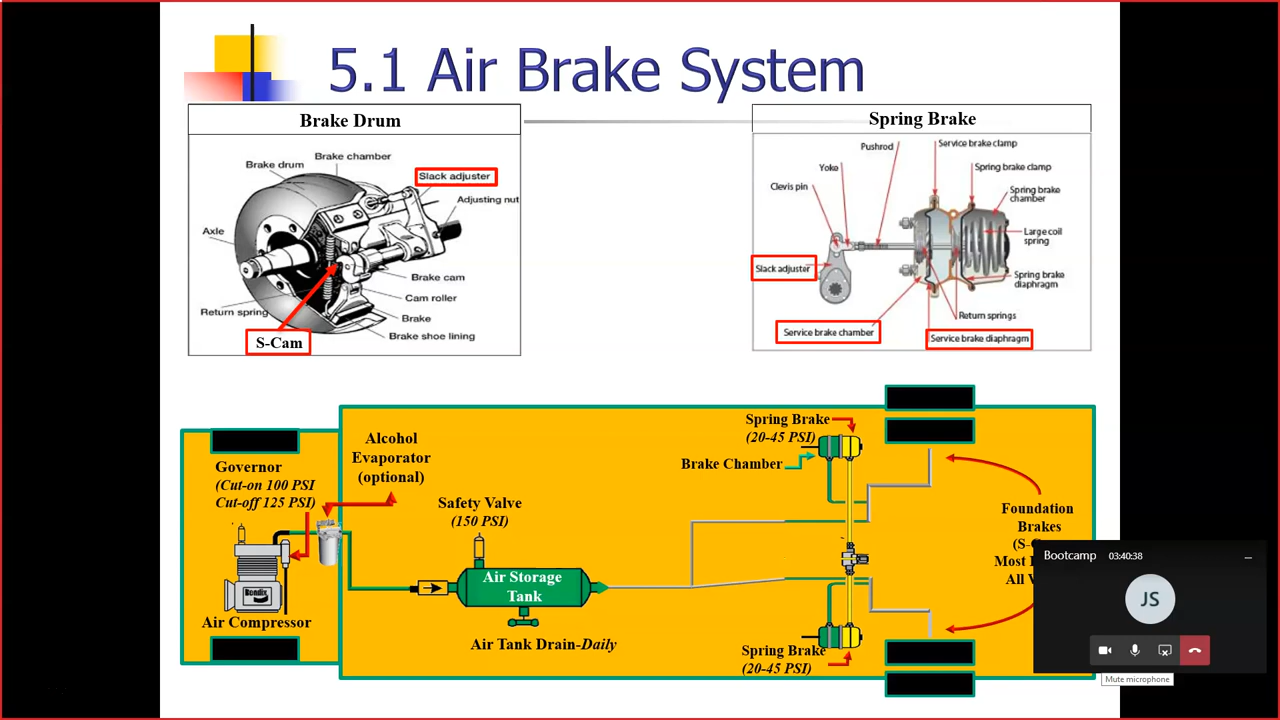 5.1 Air Brake System
Brake Drum
Brake chamber
Brake drum
Slack adjuster
Adjusting nut
Axle
Brake cam
Cam roller
Return spring
Brake
Brake shoe lining
S-Cam
Spring Brake
Pushrod
Service brake clamp
Yoke
Spring brake clamp
Clevis pin
Spring brake
chamber
Large coil
spring
Slack adjuster
Spring brake
diaphragm
Return springs
Service brake chamber
Service brake diaphragm
Governor
(Cut-on 100 PSI
Cut-off 125 PSI)
Alcohol
Evaporator
(optional)
Safety Valve
(150 PSI)
Spring Brake
(20-45 PSI)
Brake Chamber
Foundation
Brakes
(S-C
Most
All
Air Storage
Tank
Bendix
Air Compressor
Air Tank Drain-Daily
Spring Brake
(20-45 PSI)
Bootcamp 03:40:38
JS
Mute microphone